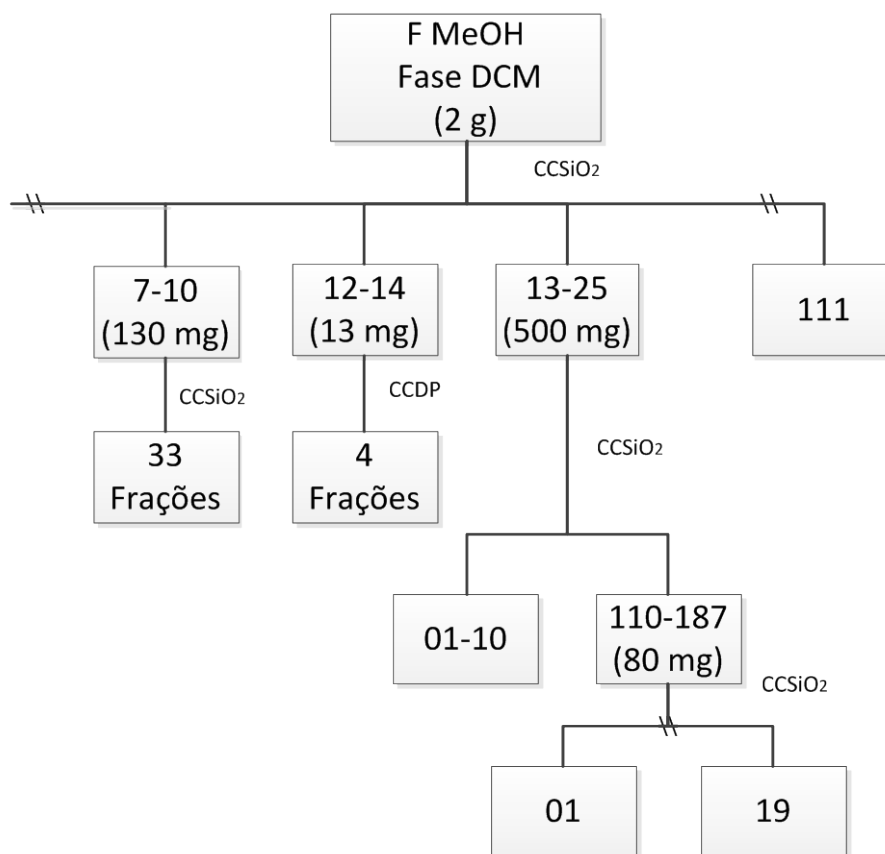 F MeOH
Fase DCM
(2 g)
CCSiO2
7-10
(130 mg)
12-14
(13 mg)
13-25
(500 mg)
111
CCSiO2
CCDP
CCSiO2
33
Frações
4
Frações
01-10
110-187
(80 mg)
CCSiO2
01
19